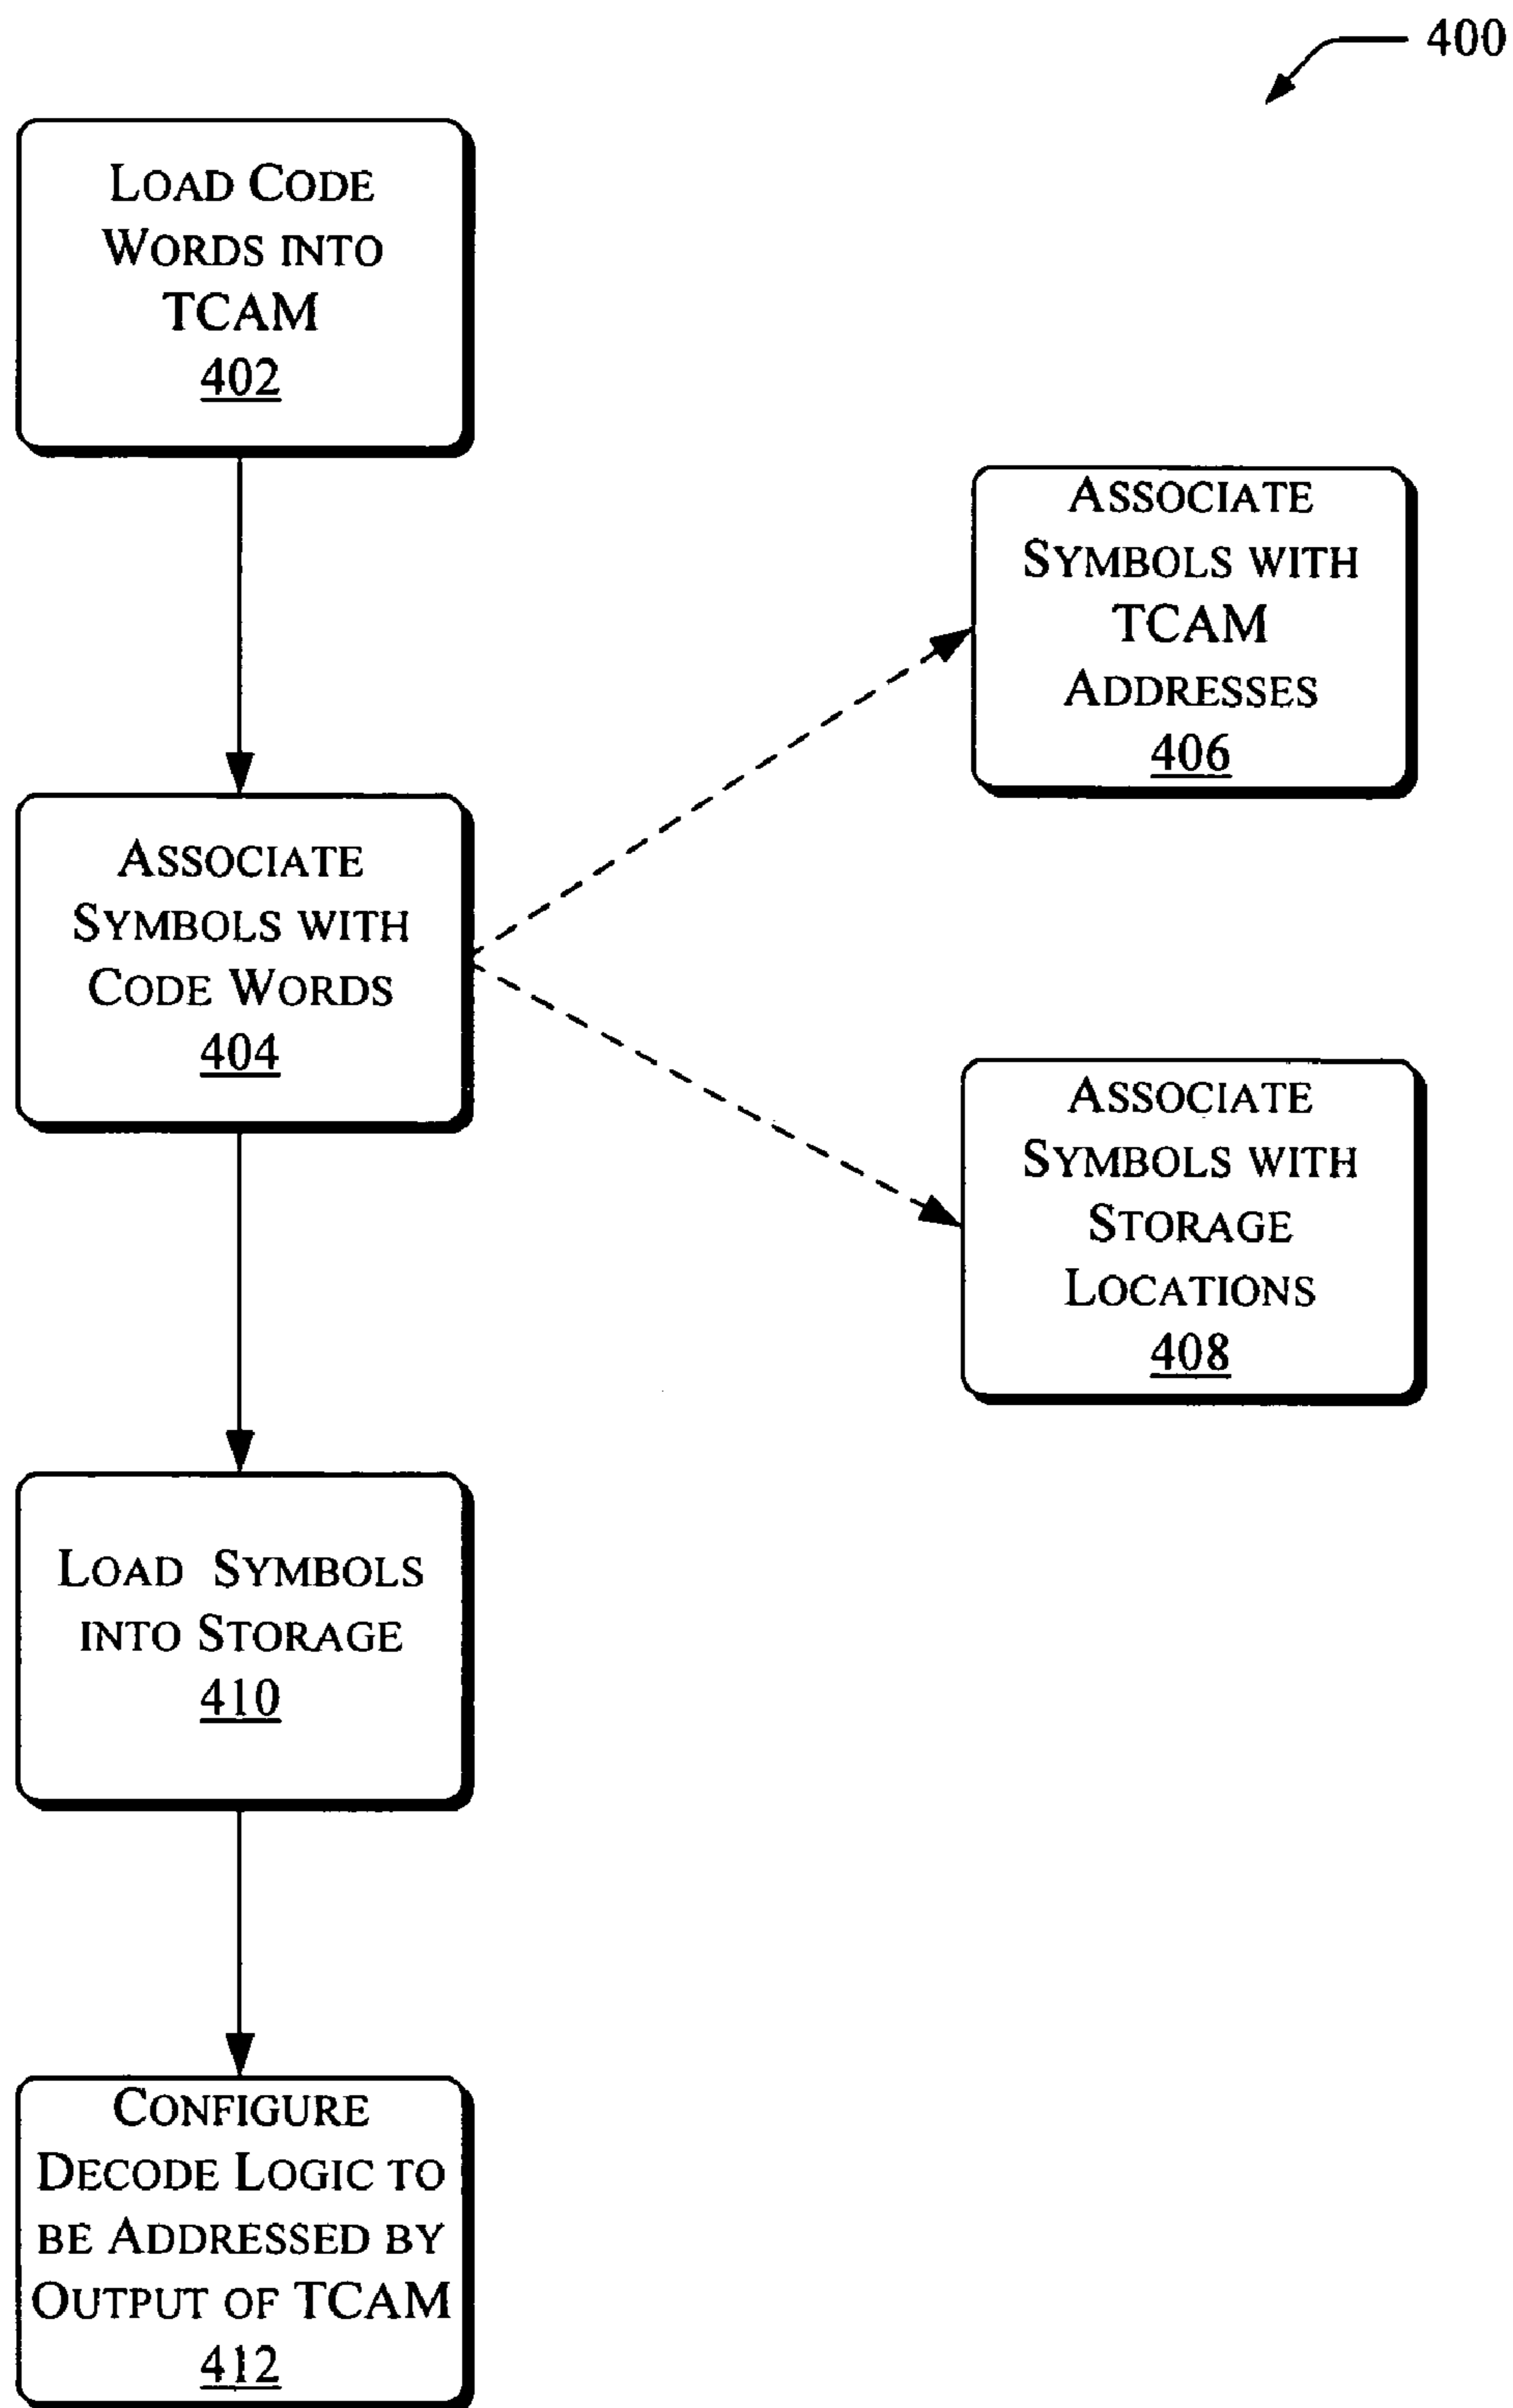 400
LOAD CODE
WORDS INTO
TCAM
402
ASSOCIATE
SYMBOLS WITH
TCAM
ADDRESSES
406
ASSOCIATE
SYMBOLS WITH
CODE WORDS
404
ASSOCIATE
SYMBOLS WITH
STORAGE
LOCATIONS
408
LOAD SYMBOLS
INTO STORAGE
410
CONFIGURE
DECODE LOGIC TO
BE ADDRESSED BY
OUTPUT OF TCAM
412